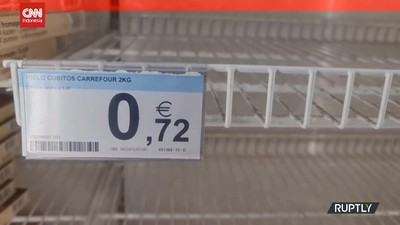 CNN
Indonesia
HIELO CUBITOS CARREFOUR 2KG
0,72 €
RUPTLY